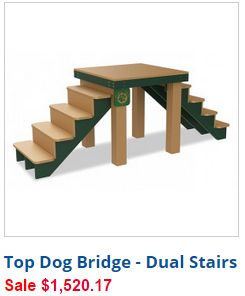 Top Dog Bridge - Dual Stairs
Sale $1,520.17